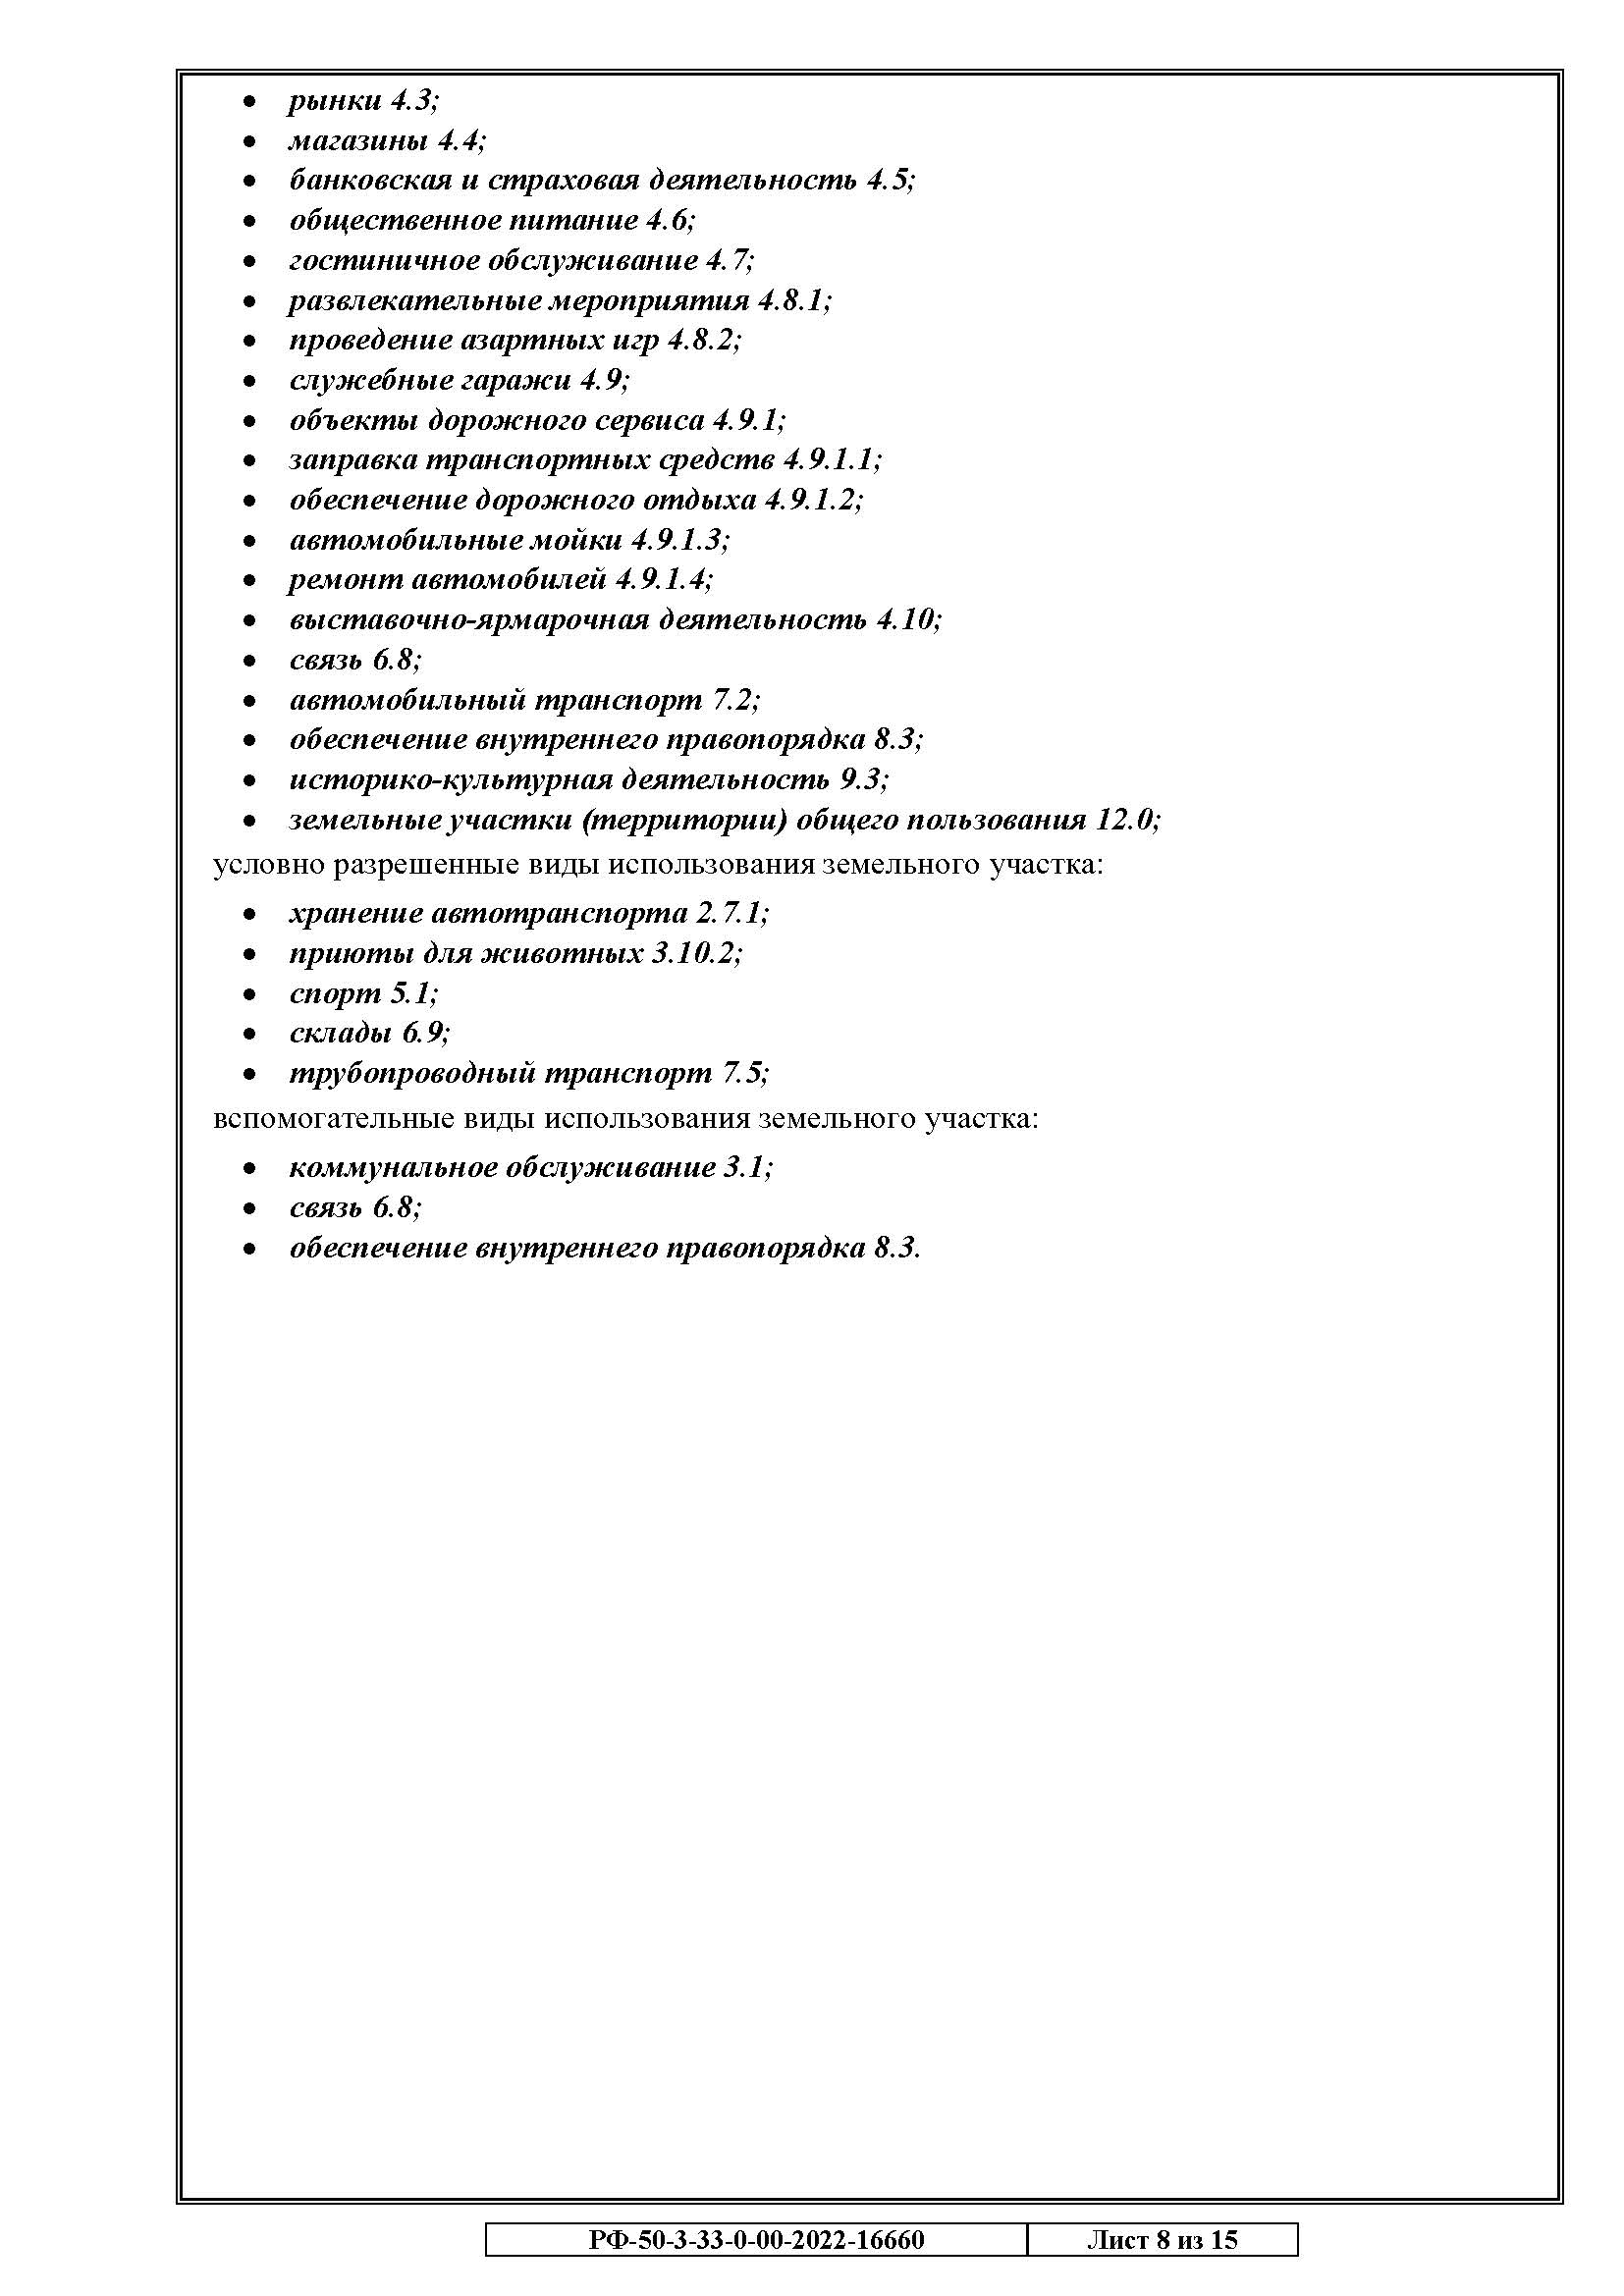 • рынки 4.3;
• магазины 4.4;
• банковская и страховая деятельность 4.5;
• общественное питание 4.6;
• гостиничное обслуживание 4.7;
• развлекательные мероприятия 4.8.1;
• проведение азартных игр 4.8.2;
• служебные гаражи 4.9;
• объекты дорожного сервиса 4.9.1;
• заправка транспортных средств 4.9.1.1;
• обеспечение дорожного отдыха 4.9.1.2;
• автомобильные мойки 4.9.1.3;
• ремонт автомобилей 4.9.1.4;
• выставочно-ярмарочная деятельность 4.10;
• связь 6.8;
• автомобильный транспорт 7.2;
• обеспечение внутреннего правопорядка 8.3;
• историко-культурная деятельность 9.3;
• земельные участки (территории) общего пользования 12.0;
условно разрешенные виды использования земельного участка:
• хранение автотранспорта 2.7.1;
• приюты для животных 3.10.2;
• спорт 5.1;
• склады 6.9;
• трубопроводный транспорт 7.5;
вспомогательные виды использования земельного участка:
• коммунальное обслуживание 3.1;
• связь 6.8;
• обеспечение внутреннего правопорядка 8.3.
РФ-50-3-33-0-00-2022-16660 Лист 8 из 15